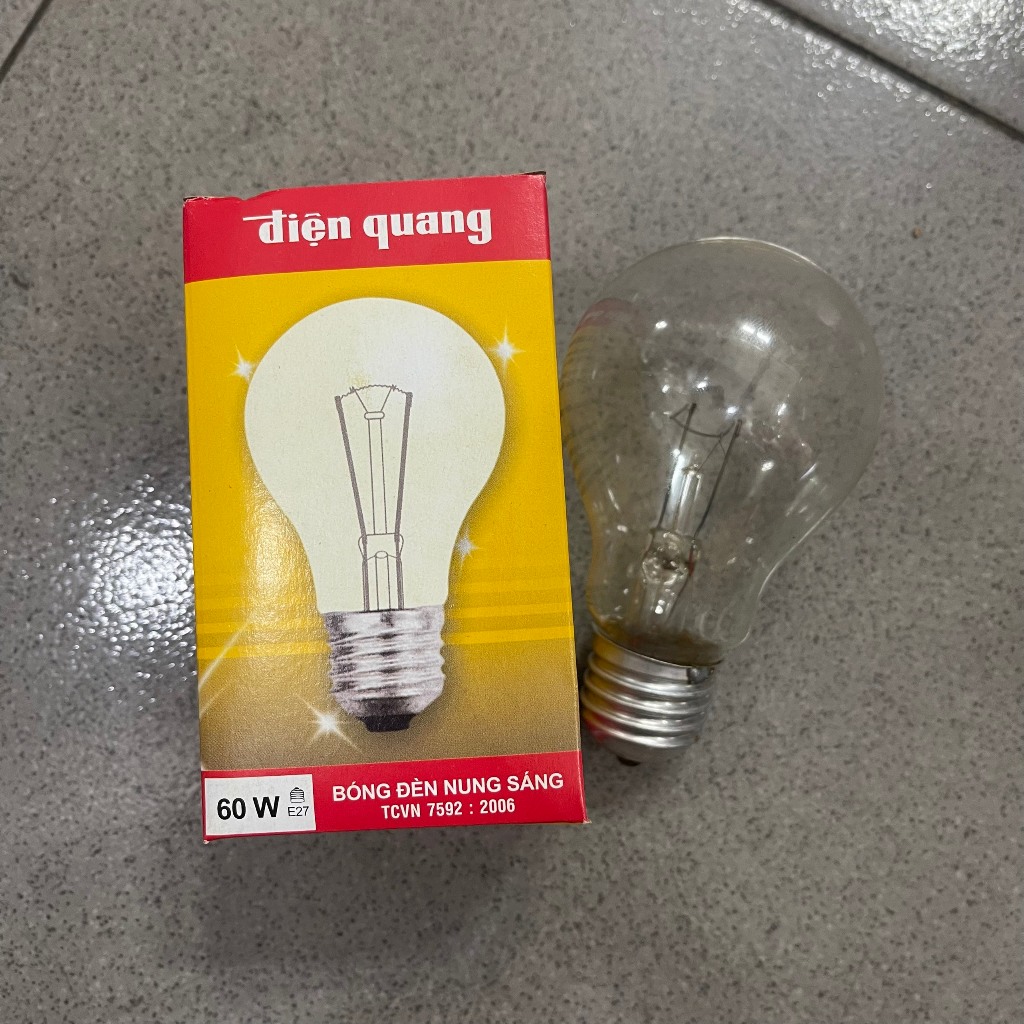 điện quang
60 W E27
BÓNG ĐÈN NUNG SÁNG
TCVN 7592 : 2006